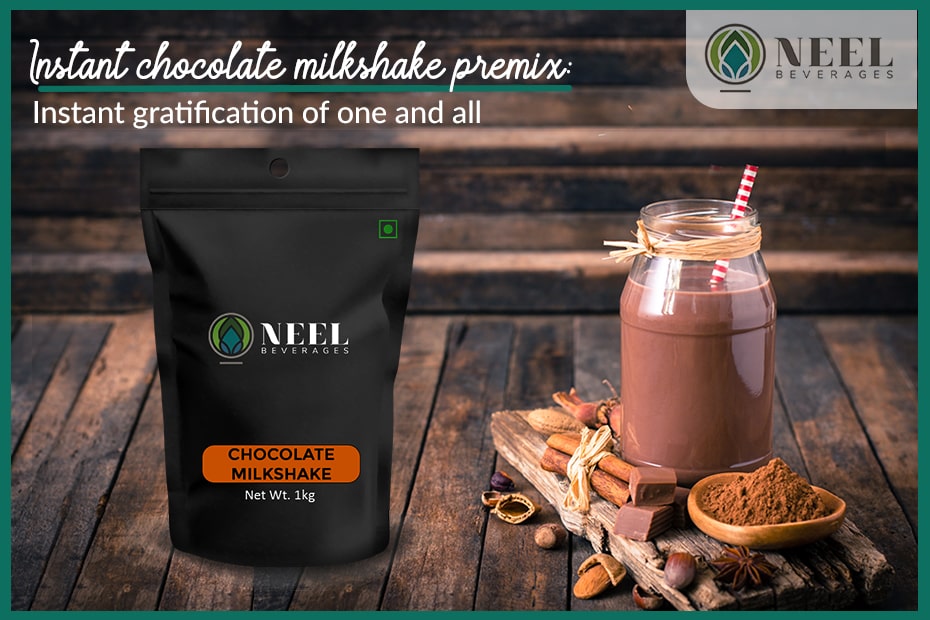 Instant chocolate milkshake premix:
Instant gratification of one and all
NEEL
BEVERAGES
NEEL
BEVERAGES
CHOCOLATE
MILKSHAKE
Net Wt. 1kg